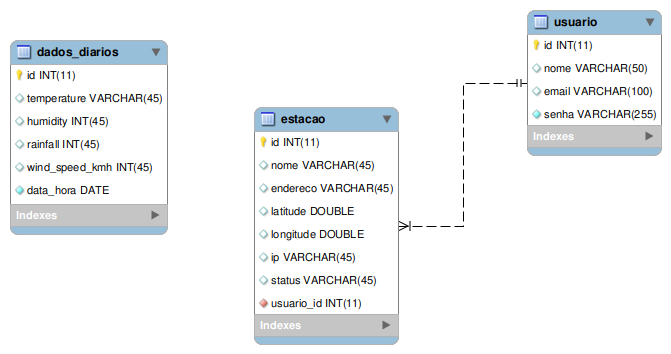 dados_diarios
id INT(11)
temperature VARCHAR(45)
humidity INT(45)
rainfall INT(45)
wind_speed_kmh INT(45)
data_hora DATE
Indexes
estacao
id INT(11)
nome VARCHAR(45)
endereco VARCHAR(45)
latitude DOUBLE
longitude DOUBLE
ip VARCHAR(45)
status VARCHAR(45)
usuario_id INT(11)
Indexes
usuario
id INT(11)
nome VARCHAR(50)
email VARCHAR(100)
senha VARCHAR(255)
Indexes